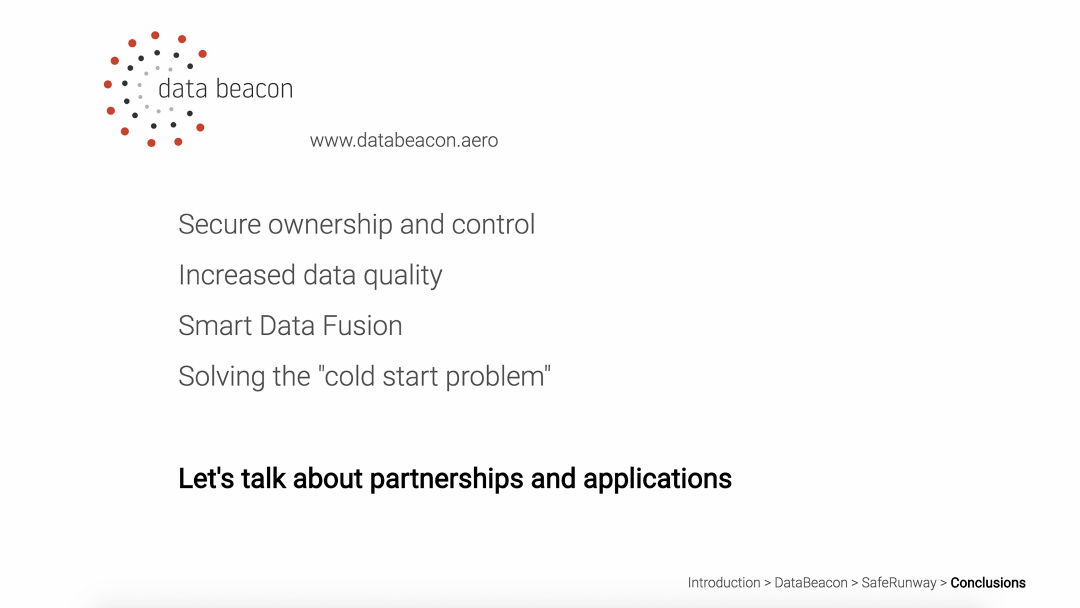 data beacon
www.databeacon.aero
Secure ownership and control
Increased data quality
Smart Data Fusion
Solving the "cold start problem"
Let's talk about partnerships and applications
Introduction > DataBeacon > SafeRunway > Conclusions